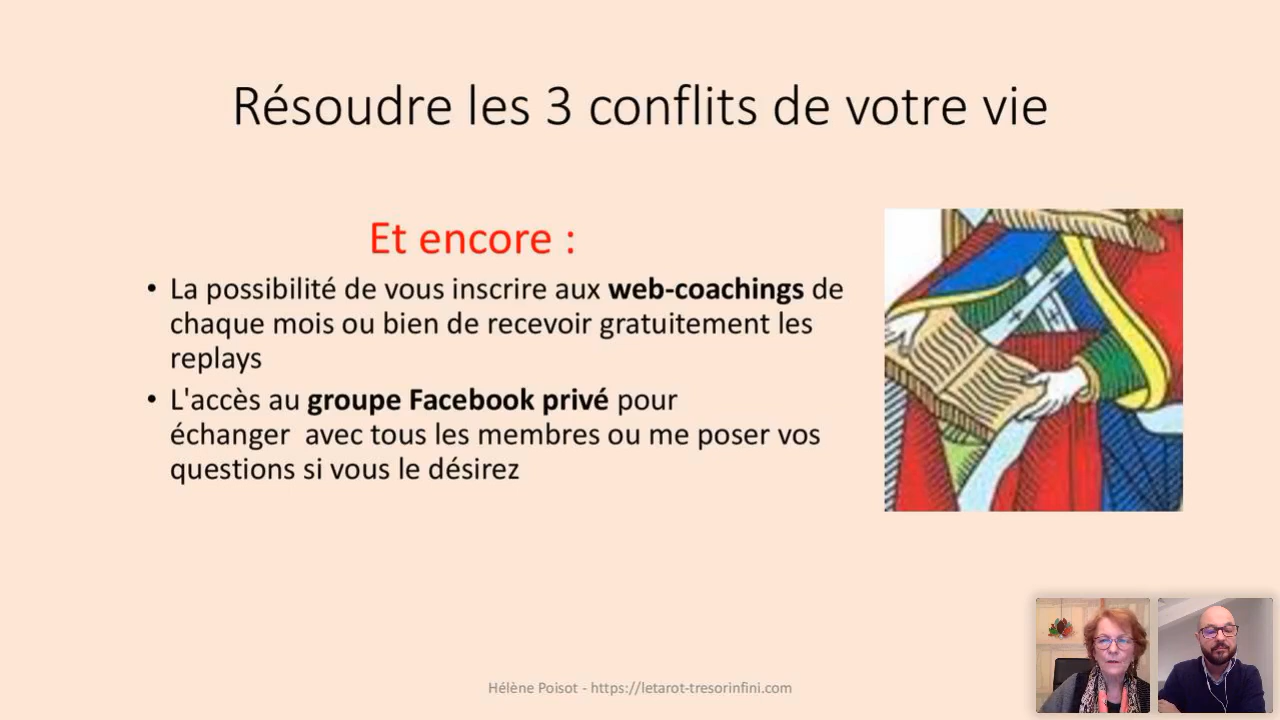 Résoudre les 3 conflits de votre vie
Et encore :
• La possibilité de vous inscrire aux web-coachings de
chaque mois ou bien de recevoir gratuitement les
replays
• L'accès au groupe Facebook privé pour
échanger  avec tous les membres ou me poser vos
questions si vous le désirez
Hélène Poisot - https://letarot-tresorinfini.com